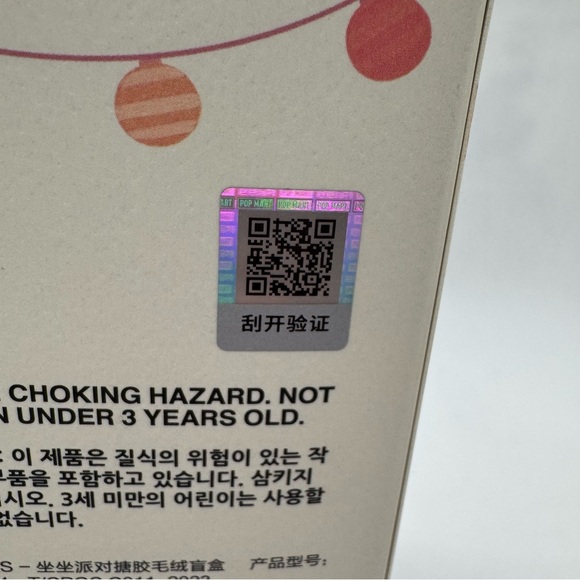 POP MART POP MART POP MART
刮开验证
CHOKING HAZARD. NOT
UNDER 3 YEARS OLD.
이 제품은 질식의 위험이 있는 작
부품을 포함하고 있습니다. 삼키지
시오. 3세 미만의 어린이는 사용할
없습니다.
S - 坐坐派对搪胶毛绒盲盒 产品型号: